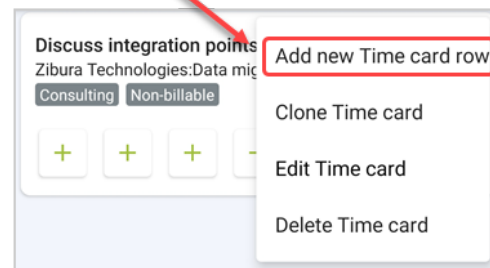 Discuss integration points
Zibura Technologies:Data mig
Consulting Non-billable
Add new Time card row
Clone Time card
Edit Time card
Delete Time card